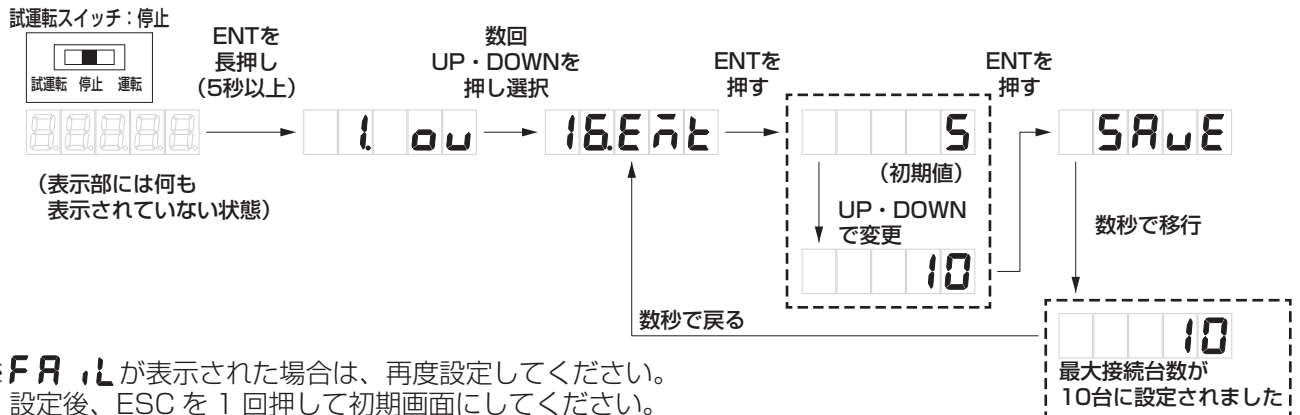 試運転スイッチ：停止
試運転 停止 運転
88888
（表示部には何も
表示されていない状態）
ENTを
長押し
（5秒以上）
1. ou
数回
UP・DOWNを
押し選択
16.Ent
ENTを
押す
5
（初期値）
UP・DOWN
で変更
10
ENTを
押す
SAvE
数秒で移行
10
最大接続台数が
10台に設定されました
数秒で戻る
FAiLが表示された場合は、再度設定してください。
設定後、ESC を 1 回押して初期画面にしてください。